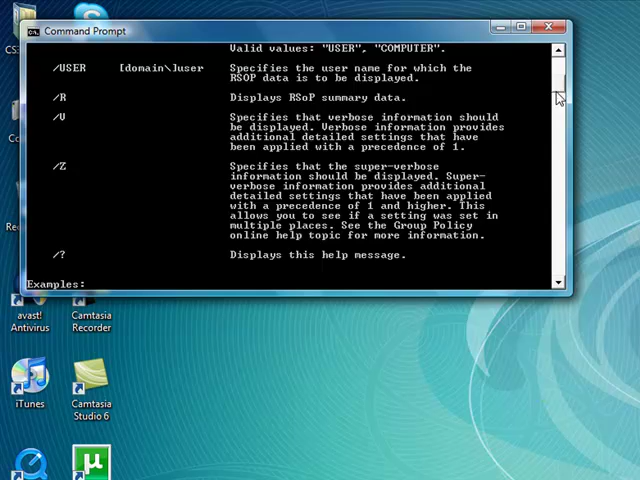 Command Prompt
Valid values: "USER", "COMPUTER".
/USER [domain\]user Specifies the user name for which the
RSOP data is to be displayed.
/R Displays RSoP summary data.
/V Specifies that verbose information should
be displayed. Verbose information provides
additional detailed settings that have
been applied with a precedence of 1.
/Z Specifies that the super-verbose
information should be displayed. Super-
verbose information provides additional
detailed settings that have been applied
with a precedence of 1 and higher. This
allows you to see if a setting was set in
multiple places. See the Group Policy
online help topic for more information.
/? Displays this help message.
Examples:
avast!
Antivirus
Camtasia
Recorder
iTunes
Camtasia
Studio 6